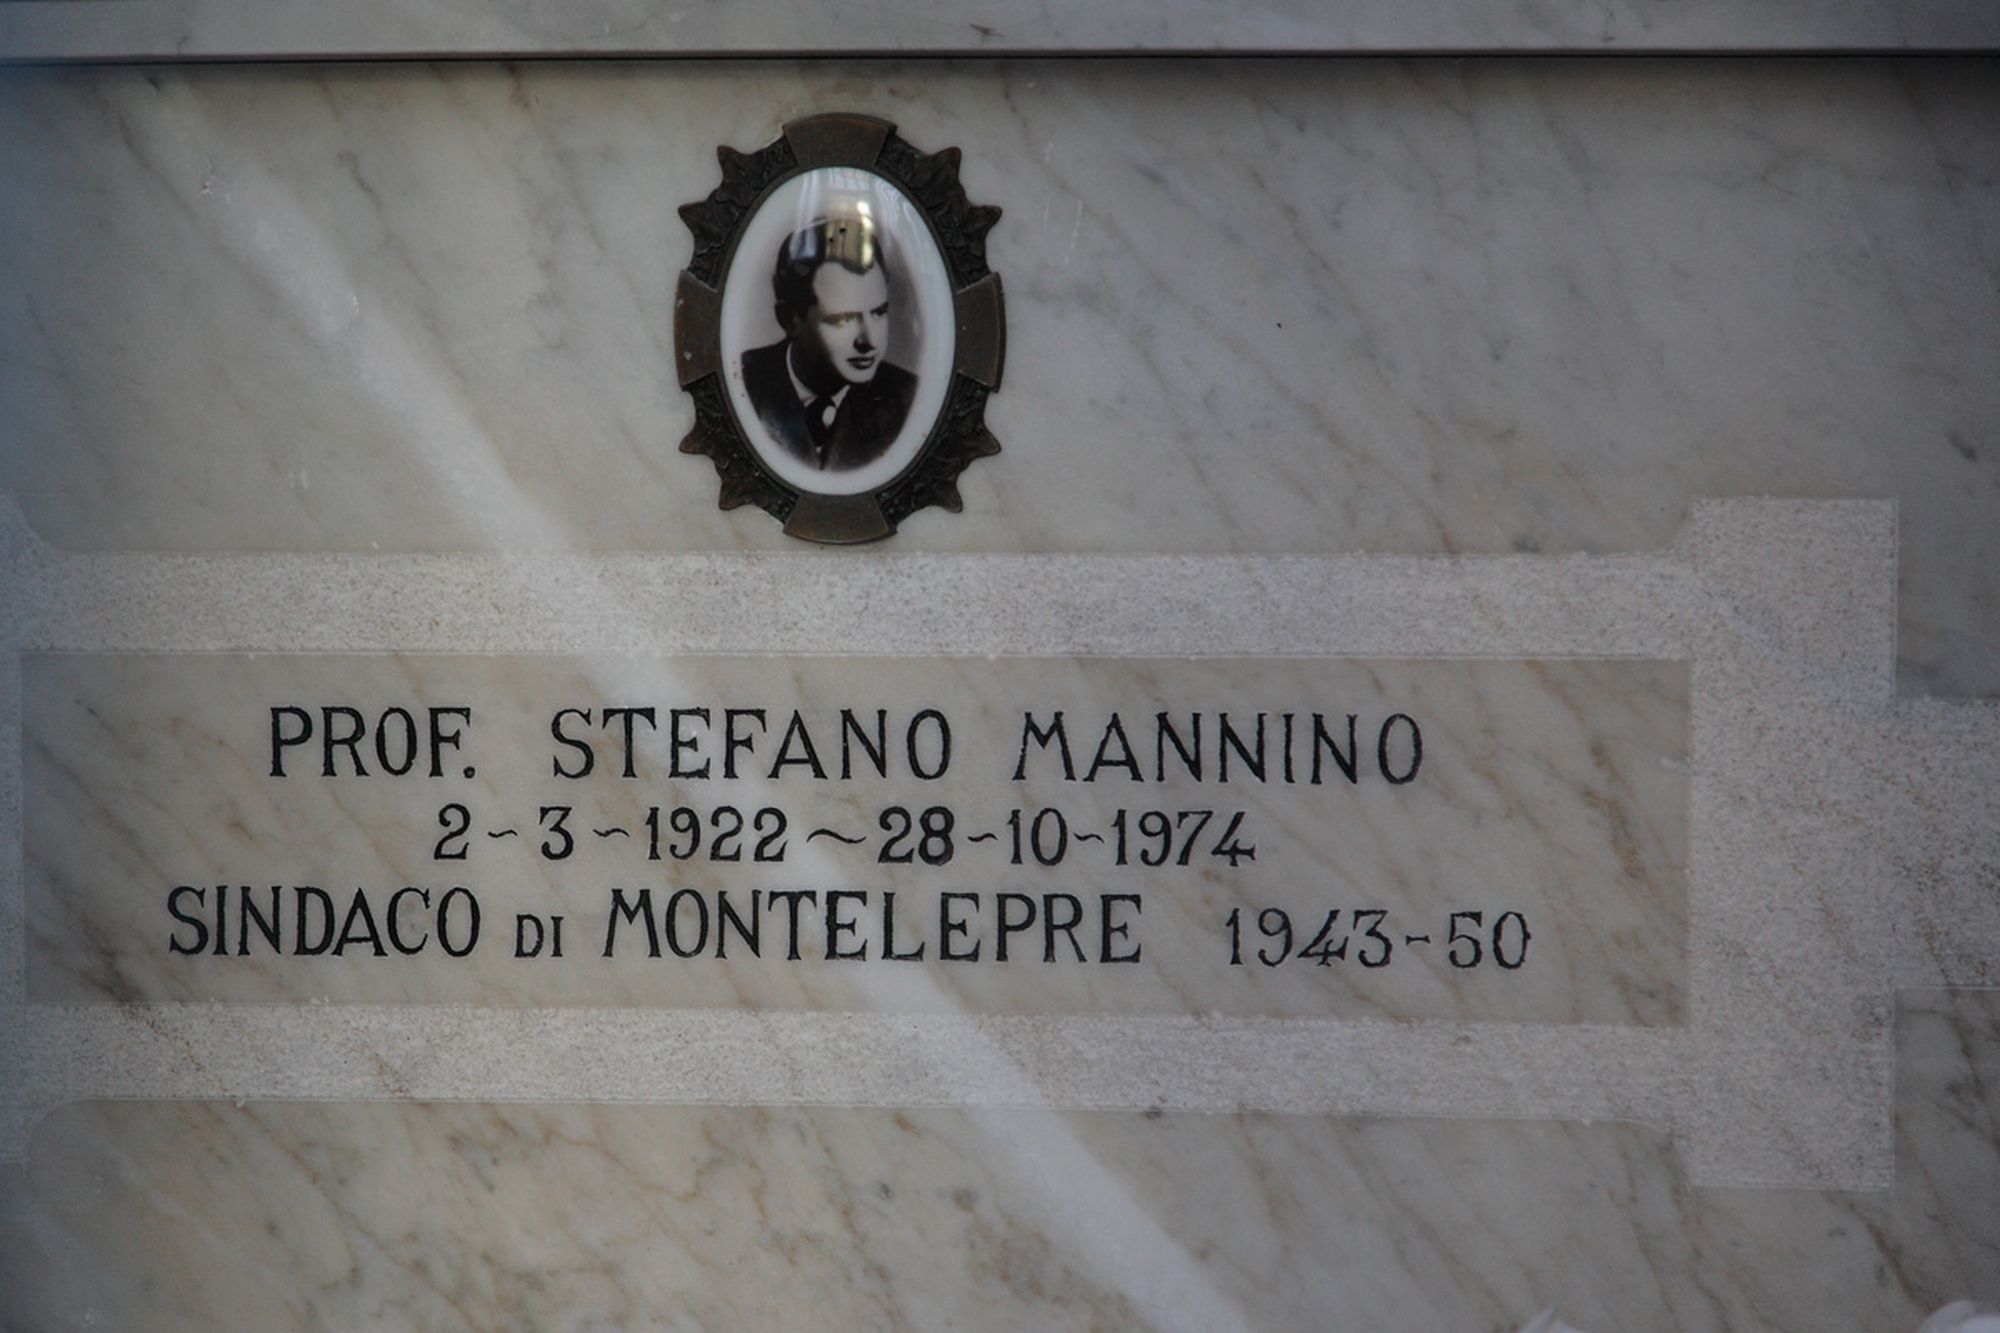 PROF. STEFANO MANNINO
2~3~1922~28~10~1974
SINDACO DI MONTELEPRE 1943-50